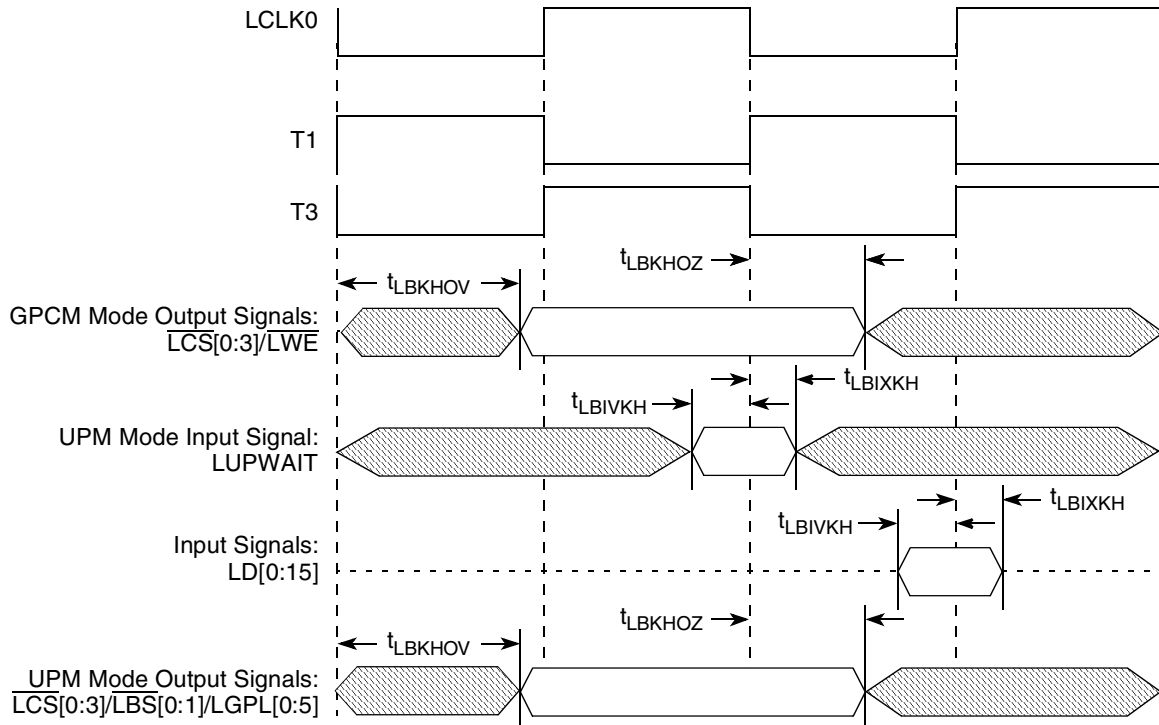 LCLK0
T1
T3
tLBKHOZ
tLBKHOV
GPCM Mode Output Signals:
LCS[0:3]/LWE
tLBIXKH
tLBIVKH
UPM Mode Input Signal:
LUPWAIT
tLBIXKH
tLBIVKH
Input Signals:
LD[0:15]
tLBKHOZ
tLBKHOV
UPM Mode Output Signals:
LCS[0:3]/LBS[0:1]/LGPL[0:5]